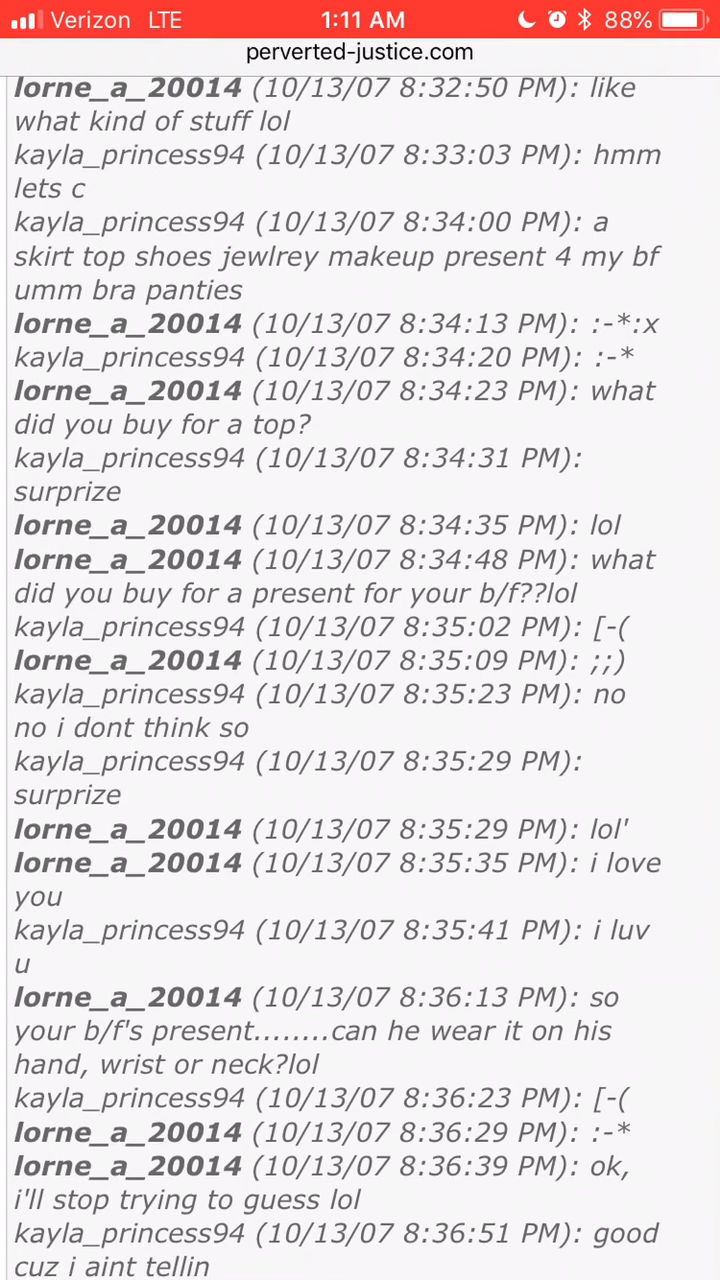 Verizon LTE 1:11 AM 88%
perverted-justice.com
lorne_a_20014 (10/13/07 8:32:50 PM): like
what kind of stuff lol
kayla_princess94 (10/13/07 8:33:03 PM): hmm
lets c
kayla_princess94 (10/13/07 8:34:00 PM): a
skirt top shoes jewlrey makeup present 4 my bf
umm bra panties
lorne_a_20014 (10/13/07 8:34:13 PM): :-*:x
kayla_princess94 (10/13/07 8:34:20 PM): :-*
lorne_a_20014 (10/13/07 8:34:23 PM): what
did you buy for a top?
kayla_princess94 (10/13/07 8:34:31 PM):
surprize
lorne_a_20014 (10/13/07 8:34:35 PM): lol
lorne_a_20014 (10/13/07 8:34:48 PM): what
did you buy for a present for your b/f??lol
kayla_princess94 (10/13/07 8:35:02 PM): [-(
lorne_a_20014 (10/13/07 8:35:09 PM): ;;)
kayla_princess94 (10/13/07 8:35:23 PM): no
no i dont think so
kayla_princess94 (10/13/07 8:35:29 PM):
surprize
lorne_a_20014 (10/13/07 8:35:29 PM): lol'
lorne_a_20014 (10/13/07 8:35:35 PM): i love
you
kayla_princess94 (10/13/07 8:35:41 PM): i luv
u
lorne_a_20014 (10/13/07 8:36:13 PM): so
your b/f's present........can he wear it on his
hand, wrist or neck?lol
kayla_princess94 (10/13/07 8:36:23 PM): [-(
lorne_a_20014 (10/13/07 8:36:29 PM): :-*
lorne_a_20014 (10/13/07 8:36:39 PM): ok,
i'll stop trying to guess lol
kayla_princess94 (10/13/07 8:36:51 PM): good
cuz i aint tellin